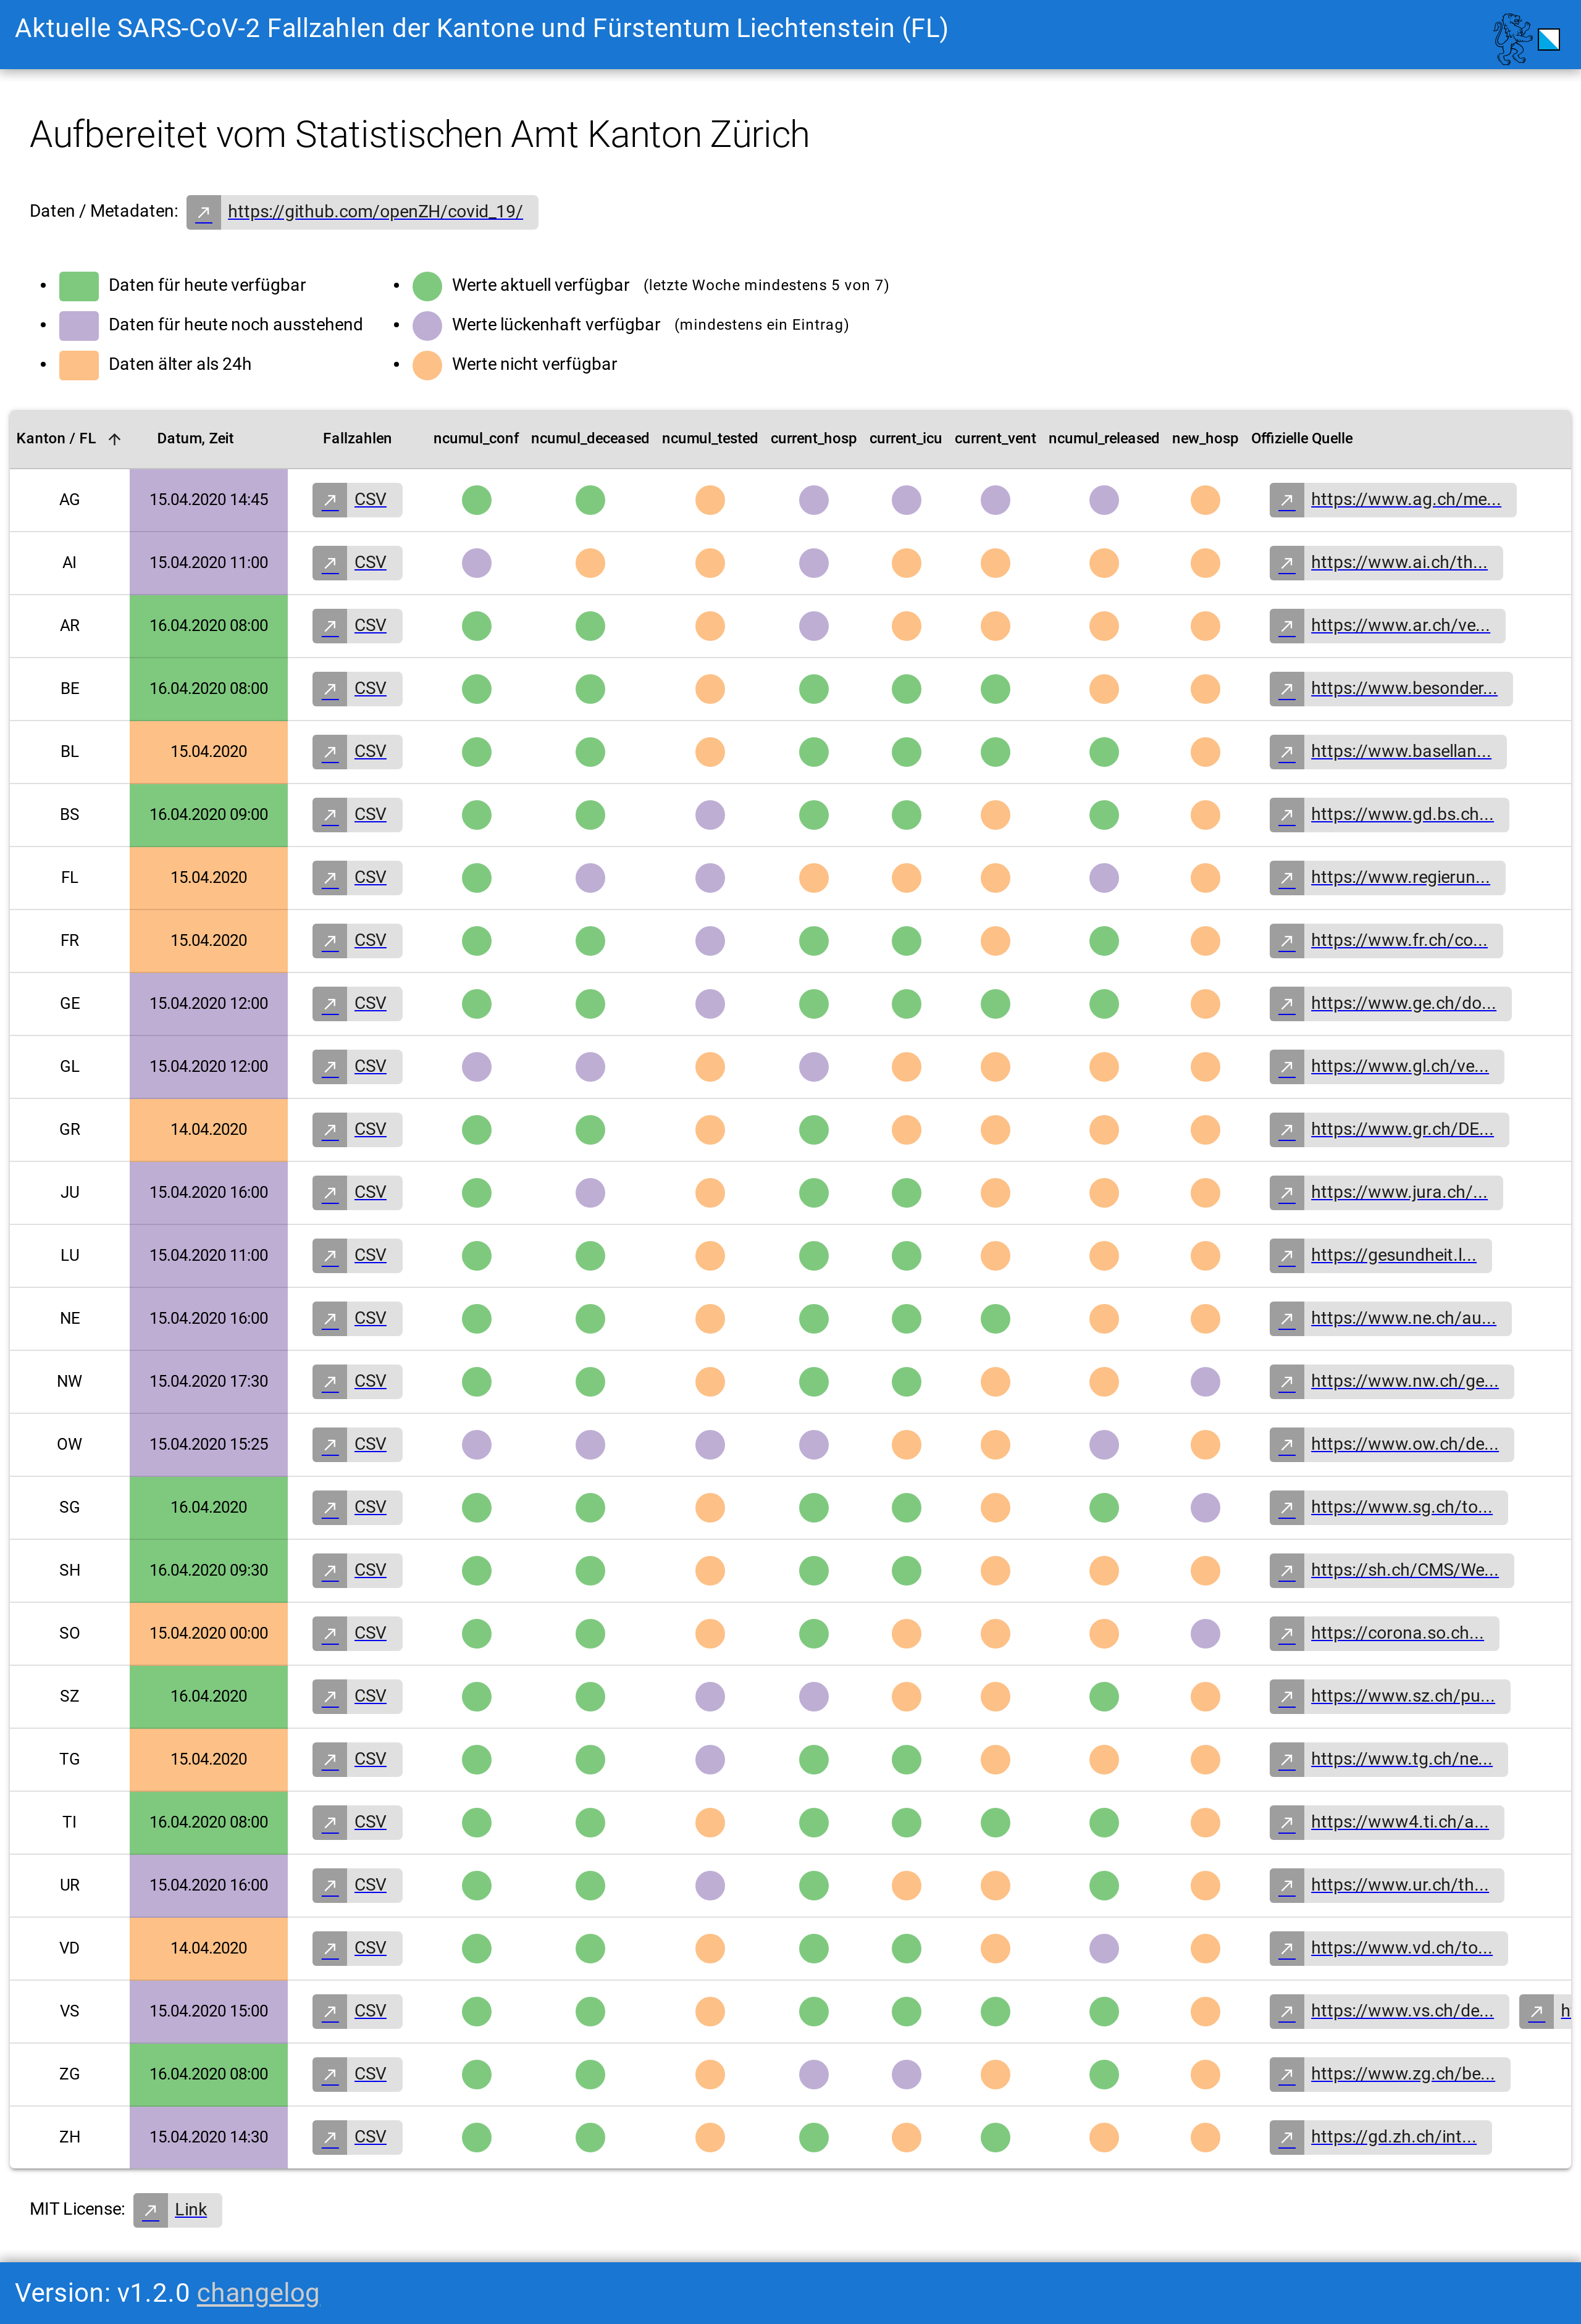 Aktuelle SARS-CoV-2 Fallzahlen der Kantone und Fürstentum Liechtenstein (FL)
Aufbereitet vom Statistischen Amt Kanton Zürich
Daten / Metadaten: https://github.com/openZH/covid_19/
Daten für heute verfügbar
Daten für heute noch ausstehend
Daten älter als 24h
Werte aktuell verfügbar (letzte Woche mindestens 5 von 7)
Werte lückenhaft verfügbar (mindestens ein Eintrag)
Werte nicht verfügbar
Kanton / FL Datum, Zeit Fallzahlen ncumul_conf ncumul_deceased ncumul_tested current_hosp current_icu current_vent ncumul_released new_hosp Offizielle Quelle
AG 15.04.2020 14:45 CSV https://www.ag.ch/me...
AI 15.04.2020 11:00 CSV https://www.ai.ch/th...
AR 16.04.2020 08:00 CSV https://www.ar.ch/ve...
BE 16.04.2020 08:00 CSV https://www.besonder...
BL 15.04.2020 CSV https://www.basellan...
BS 16.04.2020 09:00 CSV https://www.gd.bs.ch...
FL 15.04.2020 CSV https://www.regierun...
FR 15.04.2020 CSV https://www.fr.ch/co...
GE 15.04.2020 12:00 CSV https://www.ge.ch/do...
GL 15.04.2020 12:00 CSV https://www.gl.ch/ve...
GR 14.04.2020 CSV https://www.gr.ch/DE...
JU 15.04.2020 16:00 CSV https://www.jura.ch/...
LU 15.04.2020 11:00 CSV https://gesundheit.l...
NE 15.04.2020 16:00 CSV https://www.ne.ch/au...
NW 15.04.2020 17:30 CSV https://www.nw.ch/ge...
OW 15.04.2020 15:25 CSV https://www.ow.ch/de...
SG 16.04.2020 CSV https://www.sg.ch/to...
SH 16.04.2020 09:30 CSV https://sh.ch/CMS/We...
SO 15.04.2020 00:00 CSV https://corona.so.ch...
SZ 16.04.2020 CSV https://www.sz.ch/pu...
TG 15.04.2020 CSV https://www.tg.ch/ne...
TI 16.04.2020 08:00 CSV https://www4.ti.ch/a...
UR 15.04.2020 16:00 CSV https://www.ur.ch/th...
VD 14.04.2020 CSV https://www.vd.ch/to...
VS 15.04.2020 15:00 CSV https://www.vs.ch/de... h
ZG 16.04.2020 08:00 CSV https://www.zg.ch/be...
ZH 15.04.2020 14:30 CSV https://gd.zh.ch/int...
MIT License: Link
Version: v1.2.0 changelog